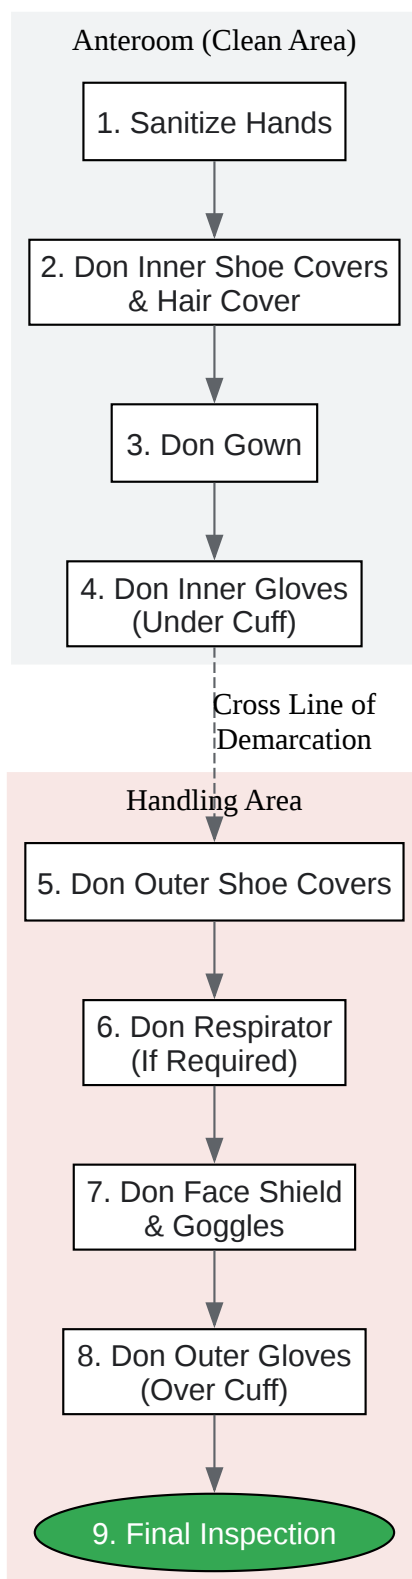 Anteroom (Clean Area)
1. Sanitize Hands
2. Don Inner Shoe Covers
& Hair Cover
3. Don Gown
4. Don Inner Gloves
(Under Cuff)
Cross Line of
Demarcation
Handling Area
5. Don Outer Shoe Covers
6. Don Respirator
(If Required)
7. Don Face Shield
& Goggles
8. Don Outer Gloves
(Over Cuff)
9. Final Inspection